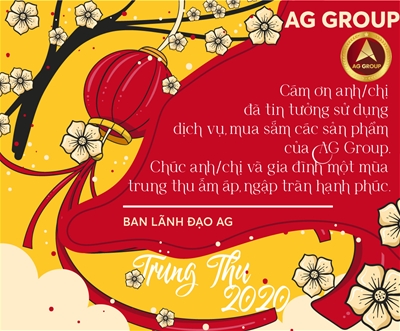 AG GROUP
AG GROUP
Cảm ơn anh/chị
đã tin tưởng sử dụng
dịch vụ, mua sắm các sản phẩm
của AG Group.
Chúc anh/chị và gia đình một mùa
trung thu ấm áp, ngập tràn hạnh phúc.
BAN LÃNH ĐẠO AG
Trung Thu
2020